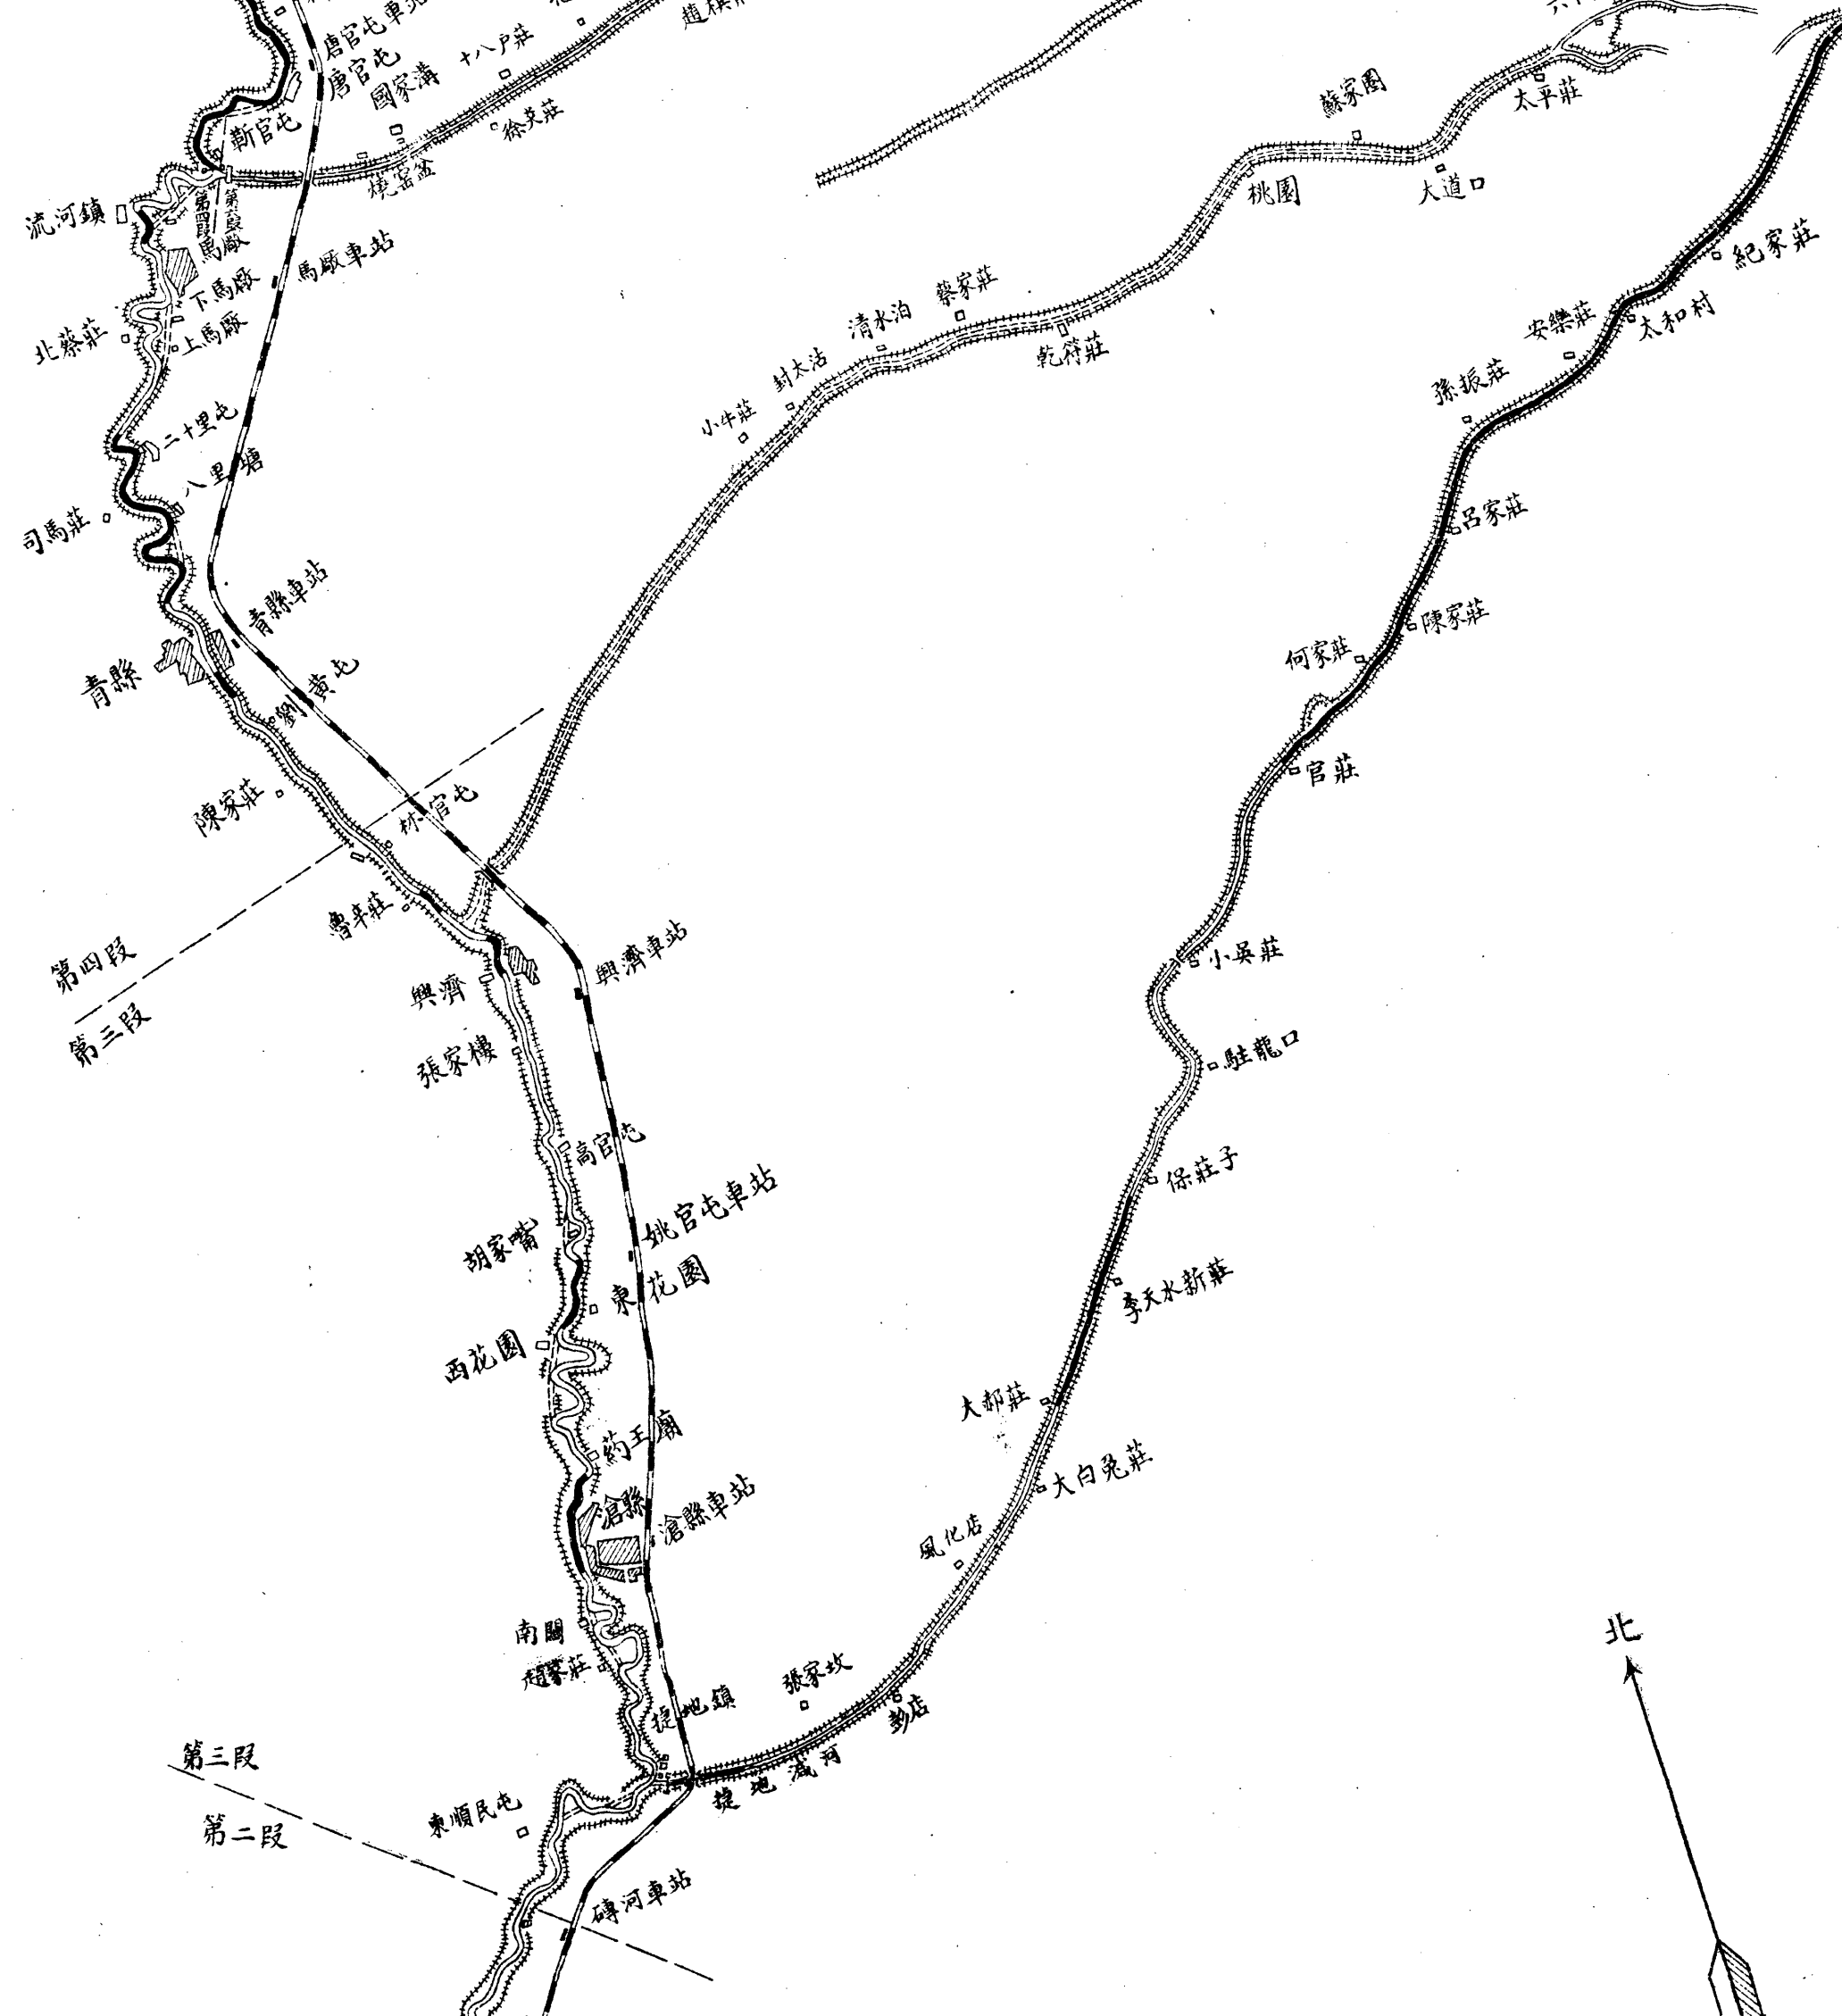 唐官屯車站
唐官屯
國家溝
十八戶莊
靳官屯
徐英莊
燒窰盆
流河鎮
第四段
第六段
馬廠
馬廠車站
下馬廠
上馬廠
北蔡莊
二十里屯
八里塘
司馬莊
青縣車站
青縣
劉黃屯
陳家莊
林官屯
魯辛莊
第四段
第三段
興濟
興濟車站
張家樓
高官屯
胡家嘴
姚官屯車站
東花園
西花園
葯王廟
滄縣
滄縣車站
南關
趙家莊
捷地鎮
捷地減河
張家坟
彭店
風化店
大白兔莊
大郝莊
李天水新莊
保莊子
駐龍口
小吳莊
官莊
何家莊
陳家莊
呂家莊
孫振莊
安樂莊
太和村
紀家莊
太平莊
蘇家園
大道口
桃園
乾符莊
蔡家莊
清水泊
封大沽
小牛莊
第三段
第二段
東順民屯
磚河車站
北